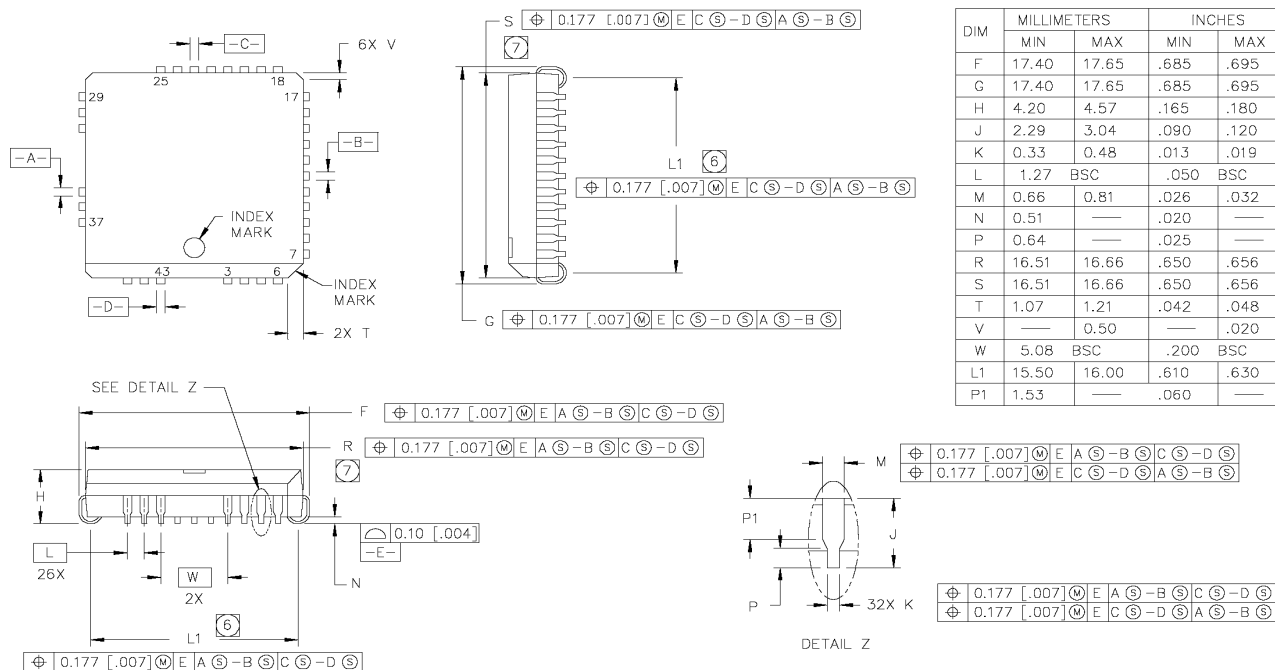 -C-
6X V
25
18
29
17
-A-
-B-
37
INDEX
MARK
7
43
3
6
INDEX
MARK
-D-
2X T
S ⌖ 0.177 [.007] Ⓜ E C Ⓢ-D Ⓢ A Ⓢ-B Ⓢ
7
L1 6
⌖ 0.177 [.007] Ⓜ E C Ⓢ-D Ⓢ A Ⓢ-B Ⓢ
G ⌖ 0.177 [.007] Ⓜ E C Ⓢ-D Ⓢ A Ⓢ-B Ⓢ
DIM MILLIMETERS INCHES
MIN MAX MIN MAX
F 17.40 17.65 .685 .695
G 17.40 17.65 .685 .695
H 4.20 4.57 .165 .180
J 2.29 3.04 .090 .120
K 0.33 0.48 .013 .019
L 1.27 BSC .050 BSC
M 0.66 0.81 .026 .032
N 0.51 — .020 —
P 0.64 — .025 —
R 16.51 16.66 .650 .656
S 16.51 16.66 .650 .656
T 1.07 1.21 .042 .048
V — 0.50 — .020
W 5.08 BSC .200 BSC
L1 15.50 16.00 .610 .630
P1 1.53 — .060 —
SEE DETAIL Z
F ⌖ 0.177 [.007] Ⓜ E A Ⓢ-B Ⓢ C Ⓢ-D Ⓢ
R ⌖ 0.177 [.007] Ⓜ E A Ⓢ-B Ⓢ C Ⓢ-D Ⓢ
7
H
⌓ 0.10 [.004]
-E-
L
26X
W
2X
N
L1 6
⌖ 0.177 [.007] Ⓜ E A Ⓢ-B Ⓢ C Ⓢ-D Ⓢ
M
⌖ 0.177 [.007] Ⓜ E A Ⓢ-B Ⓢ C Ⓢ-D Ⓢ
⌖ 0.177 [.007] Ⓜ E C Ⓢ-D Ⓢ A Ⓢ-B Ⓢ
P1
J
P
32X K
⌖ 0.177 [.007] Ⓜ E A Ⓢ-B Ⓢ C Ⓢ-D Ⓢ
⌖ 0.177 [.007] Ⓜ E C Ⓢ-D Ⓢ A Ⓢ-B Ⓢ
DETAIL Z